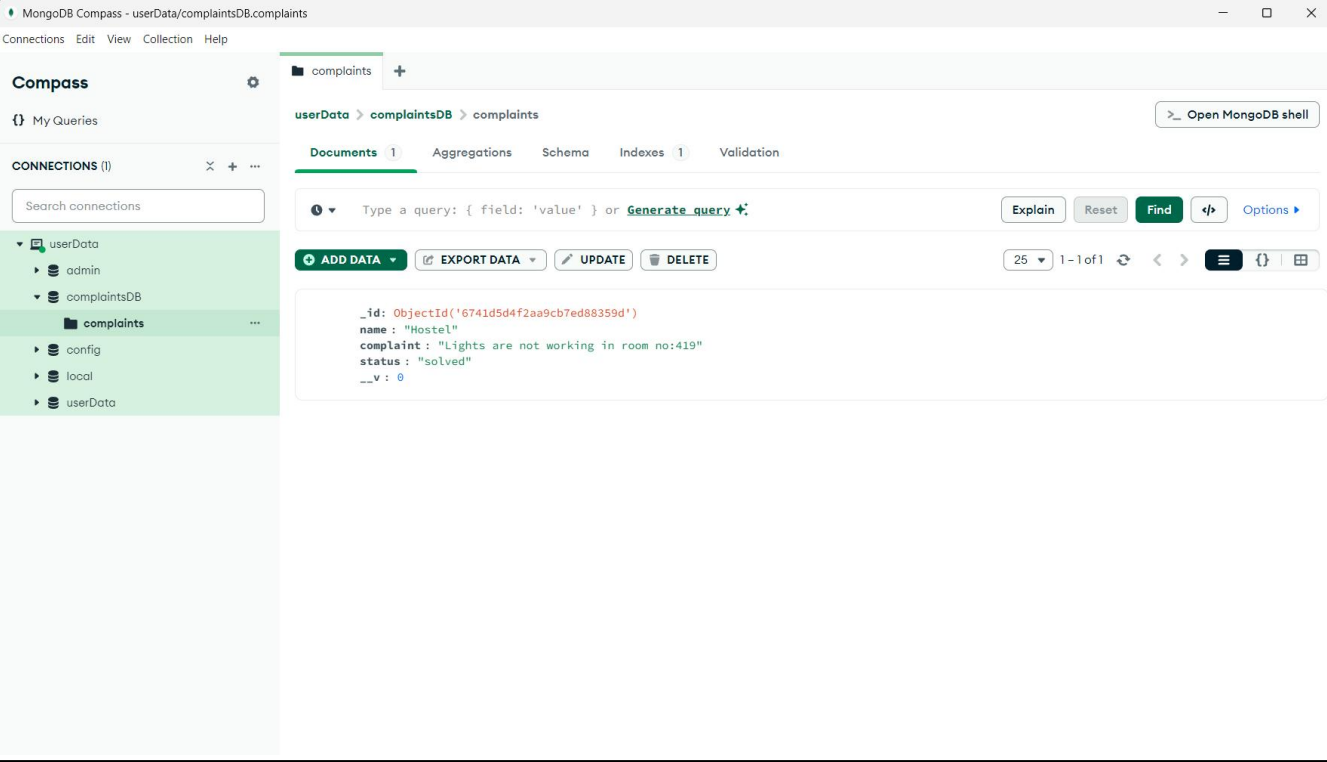 MongoDB Compass - userData/complaintsDB.complaints
Connections Edit View Collection Help
Compass
{} My Queries
CONNECTIONS (1)
Search connections
userData
admin
complaintsDB
complaints
config
local
userData
complaints
userData > complaintsDB > complaints
>_ Open MongoDB shell
Documents 1 Aggregations Schema Indexes 1 Validation
Type a query: { field: 'value' } or Generate query
Explain Reset Find </> Options
ADD DATA EXPORT DATA UPDATE DELETE
25 1 – 1 of 1 {}
_id: ObjectId('6741d5d4f2aa9cb7ed88359d')
name : "Hostel"
complaint : "Lights are not working in room no:419"
status : "solved"
__v : 0